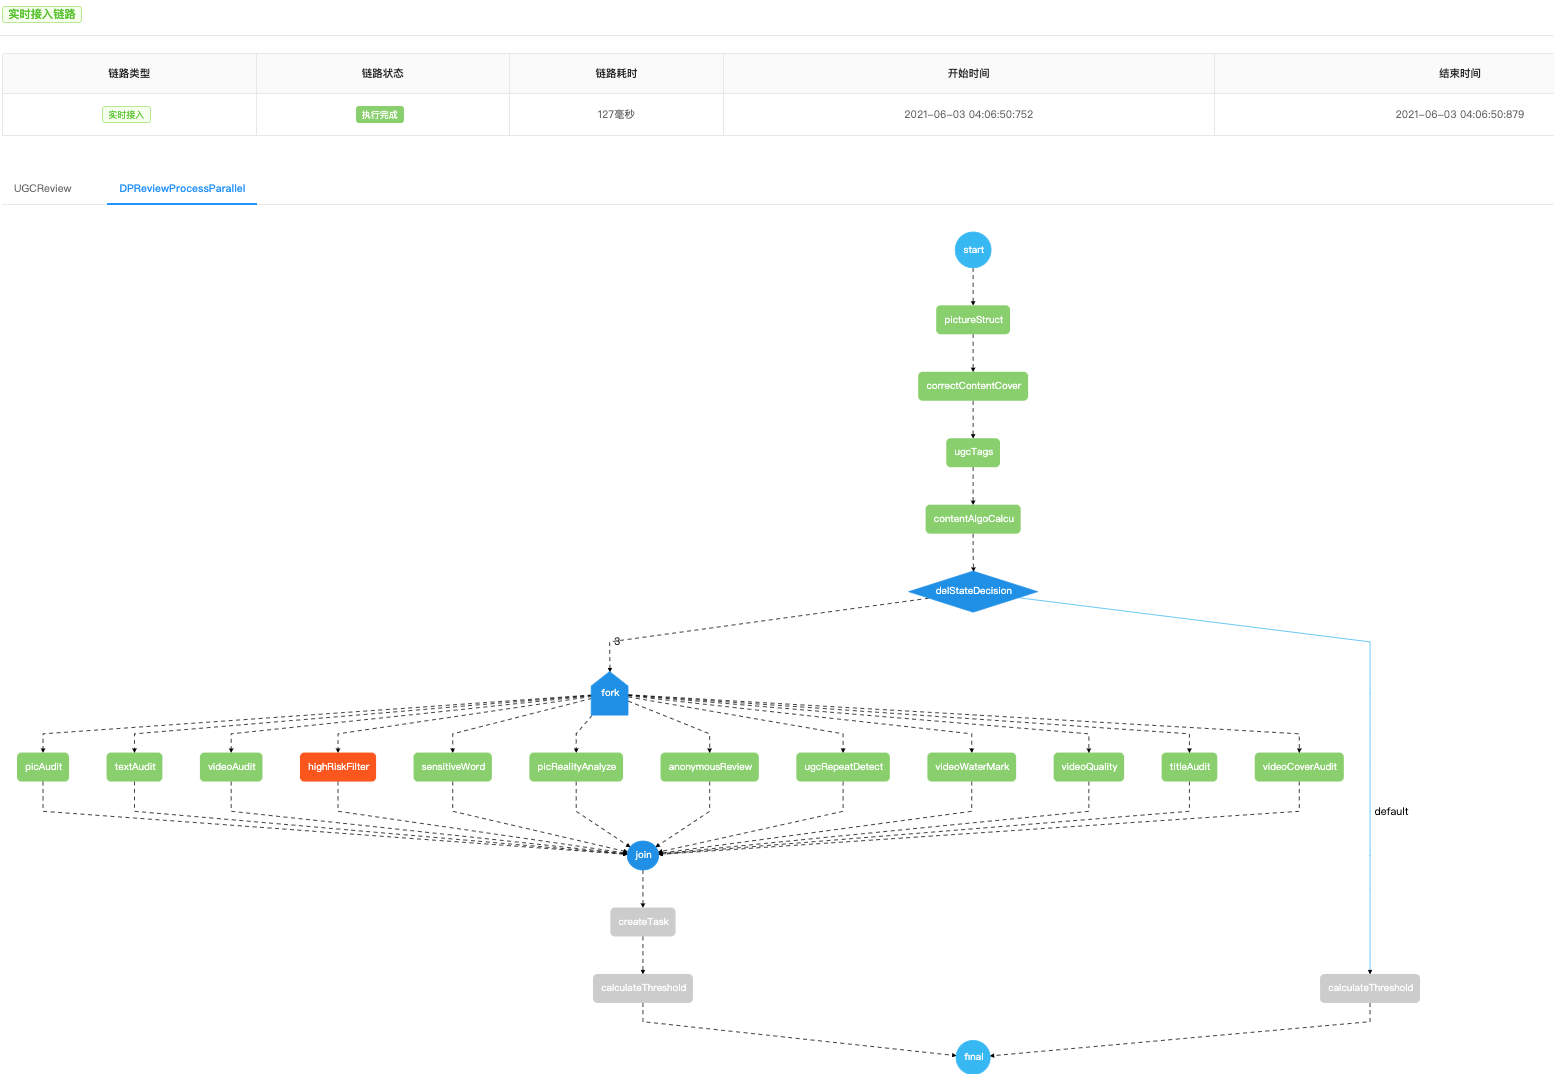 实时接入链路
链路类型 链路状态 链路耗时 开始时间 结束时间
实时接入 执行完成 127毫秒 2021-06-03 04:06:50:752 2021-06-03 04:06:50:879
UGCReview DPReviewProcessParallel
start
pictureStruct
correctContentCover
ugcTags
contentAlgoCalcu
delStateDecision
3
fork
picAudit textAudit videoAudit highRiskFilter sensitiveWord picRealityAnalyze anonymousReview ugcRepeatDetect videoWaterMark videoQuality titleAudit videoCoverAudit
default
join
createTask
calculateThreshold calculateThreshold
final